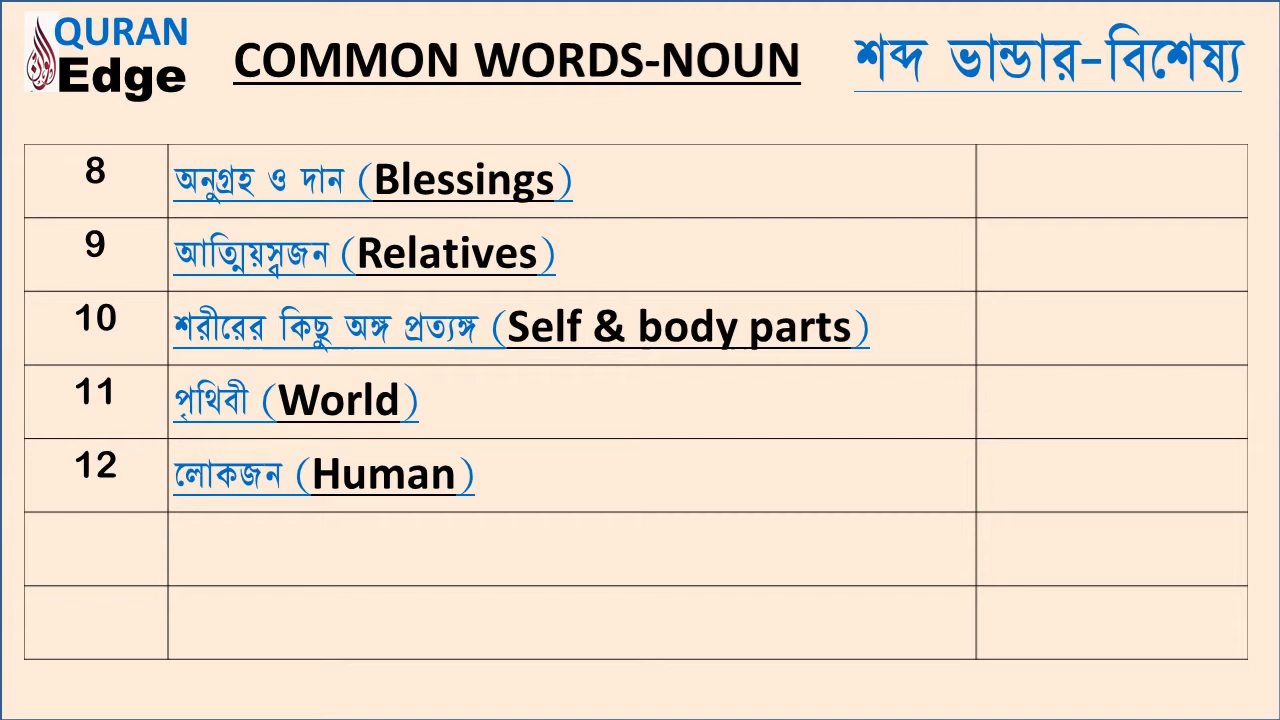 QURAN
Edge
COMMON WORDS-NOUN
শব্দ ভান্ডার-বিশেষ্য
8 অনুগ্রহ ও দান (Blessings)
9 আত্মিয়স্বজন (Relatives)
10 শরীরের কিছু অঙ্গ প্রত্যঙ্গ (Self & body parts)
11 পৃথিবী (World)
12 লোকজন (Human)